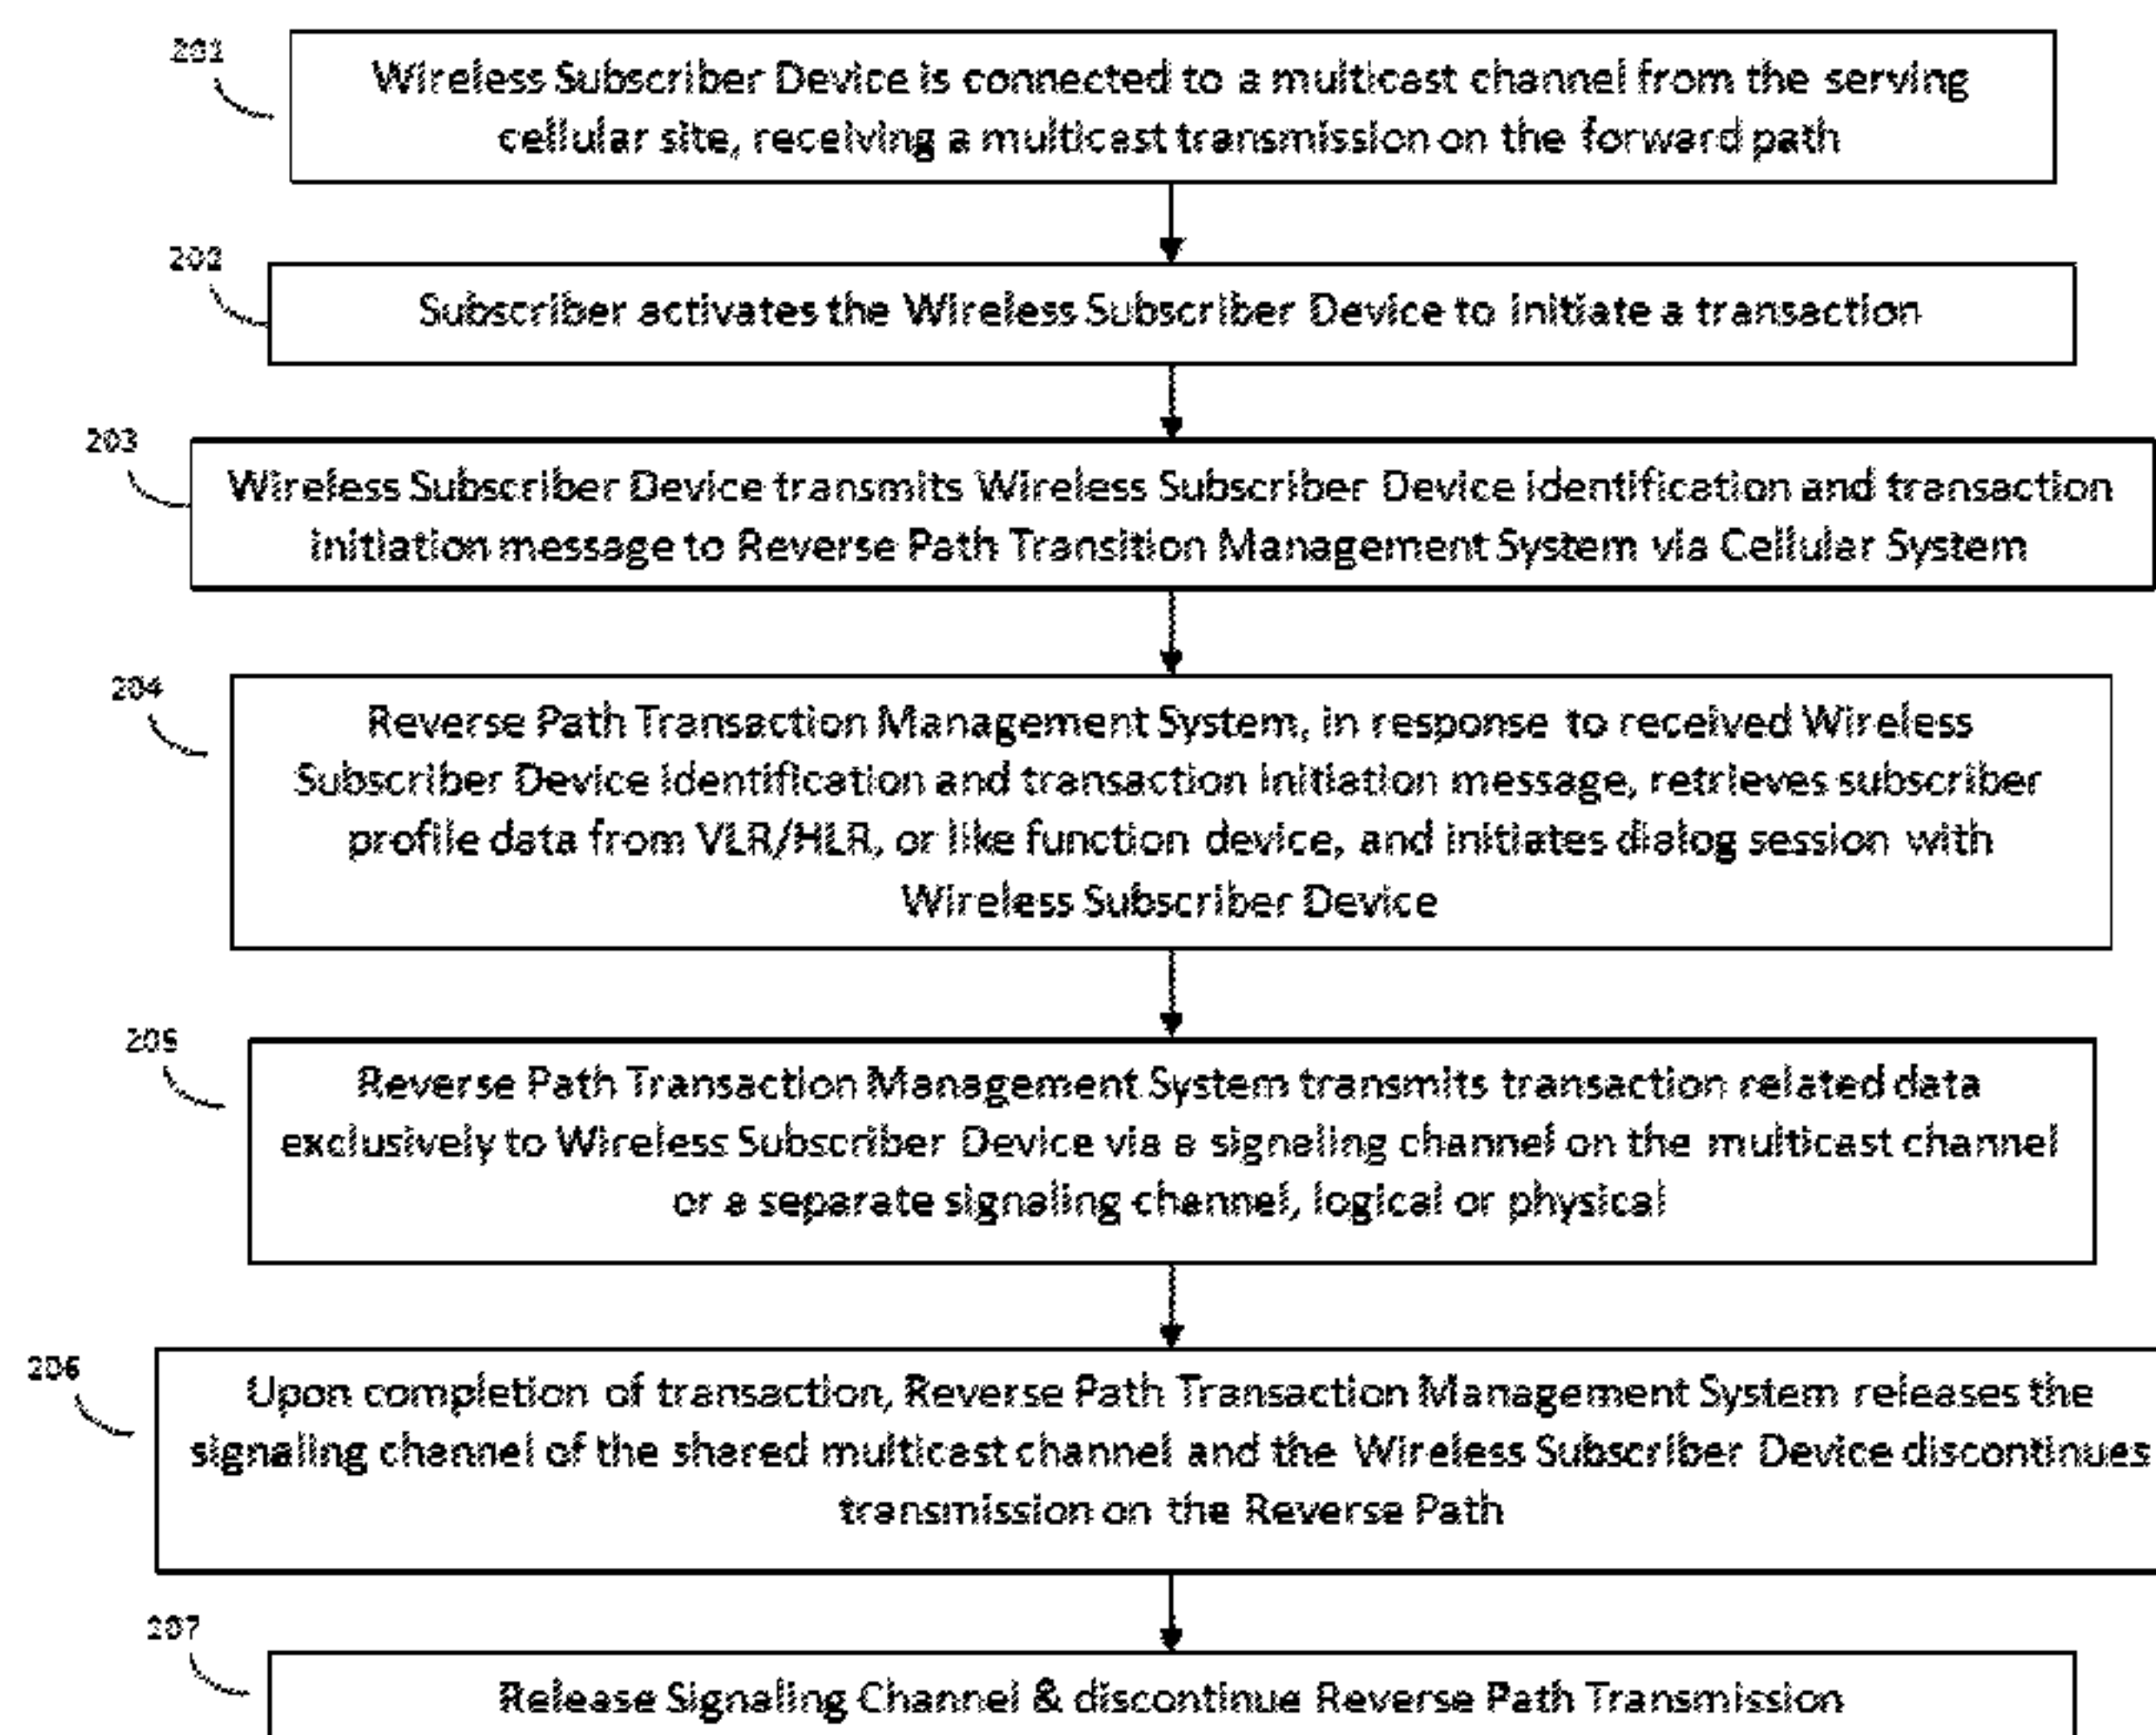 201
Wireless Subscriber Device is connected to a multicast channel from the serving
cellular site, receiving a multicast transmission on the forward path
202
Subscriber activates the Wireless Subscriber Device to initiate a transaction
203
Wireless Subscriber Device transmits Wireless Subscriber Device identification and transaction
initiation message to Reverse Path Transition Management System via Cellular System
204
Reverse Path Transaction Management System, in response to received Wireless
Subscriber Device identification and transaction initiation message, retrieves subscriber
profile data from VLR/HLR, or like function device, and initiates dialog session with
Wireless Subscriber Device
205
Reverse Path Transaction Management System transmits transaction related data
exclusively to Wireless Subscriber Device via a signaling channel on the multicast channel
or a separate signaling channel, logical or physical
206
Upon completion of transaction, Reverse Path Transaction Management System releases the
signaling channel of the shared multicast channel and the Wireless Subscriber Device discontinues
transmission on the Reverse Path
207
Release Signaling Channel & discontinue Reverse Path Transmission